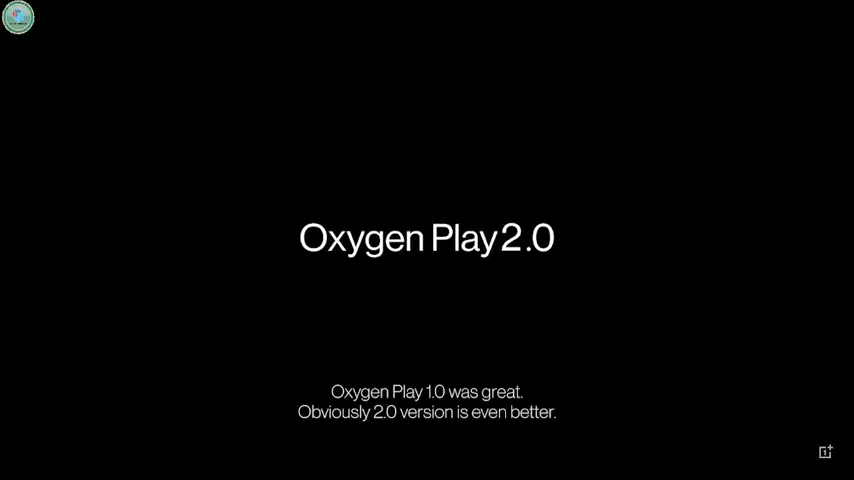 Oxygen Play 2.0
Oxygen Play 1.0 was great.
Obviously 2.0 version is even better.